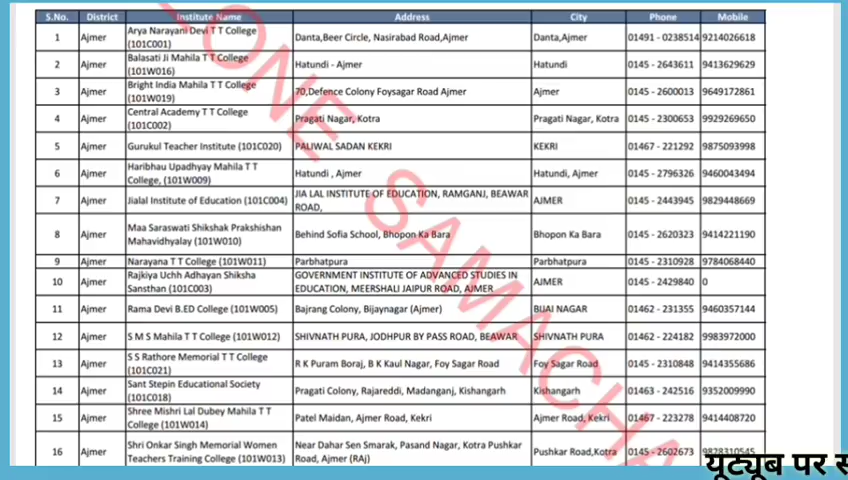 S.No. District Institute Name Address City Phone Mobile
1 Ajmer Arya Narayani Devi T T College (101C001) Danta,Beer Circle, Nasirabad Road,Ajmer Danta,Ajmer 01491 - 0238514 9214026618
2 Ajmer Balasati Ji Mahila T T College (101W016) Hatundi - Ajmer Hatundi 0145 - 2643611 9413629629
3 Ajmer Bright India Mahila T T College (101W019) 70,Defence Colony Foysagar Road Ajmer Ajmer 0145 - 2600013 9649172861
4 Ajmer Central Academy T T College (101C002) Pragati Nagar, Kotra Pragati Nagar, Kotra 0145 - 2300653 9929269650
5 Ajmer Gurukul Teacher Institute (101C020) PALIWAL SADAN KEKRI KEKRI 01467 - 221292 9875093998
6 Ajmer Haribhau Upadhyay Mahila T T College, (101W009) Hatundi , Ajmer Hatundi, Ajmer 0145 - 2796326 9460043494
7 Ajmer Jialal Institute of Education (101C004) JIA LAL INSTITUTE OF EDUCATION, RAMGANJ, BEAWAR ROAD, AJMER 0145 - 2443945 9829448669
8 Ajmer Maa Saraswati Shikshak Prakshishan Mahavidhyalay (101W010) Behind Sofia School, Bhopon Ka Bara Bhopon Ka Bara 0145 - 2620323 9414221190
9 Ajmer Narayana T T College (101W011) Parbhatpura Parbhatpura 0145 - 2310928 9784068440
10 Ajmer Rajkiya Uchh Adhayan Shiksha Sansthan (101C003) GOVERNMENT INSTITUTE OF ADVANCED STUDIES IN EDUCATION, MEERSHALI JAIPUR ROAD, AJMER AJMER 0145 - 2429840 0
11 Ajmer Rama Devi B.ED College (101W005) Bajrang Colony, Bijaynagar (Ajmer) BIJAI NAGAR 01462 - 231355 9460357144
12 Ajmer S M S Mahila T T College (101W012) SHIVNATH PURA, JODHPUR BY PASS ROAD, BEAWAR SHIVNATH PURA 01462 - 224182 9983972000
13 Ajmer S S Rathore Memorial T T College (101C021) R K Puram Boraj, B K Kaul Nagar, Foy Sagar Road Foy Sagar Road 0145 - 2310848 9414355686
14 Ajmer Sant Stepin Educational Society (101C018) Pragati Colony, Rajareddi, Madanganj, Kishangarh Kishangarh 01463 - 242516 9352009990
15 Ajmer Shree Mishri Lal Dubey Mahila T T College (101W014) Patel Maidan, Ajmer Road, Kekri Ajmer Road, Kekri 01467 - 223278 9414408720
16 Ajmer Shri Onkar Singh Memorial Women Teachers Training College (101W013) Near Dahar Sen Smarak, Pasand Nagar, Kotra Pushkar Road, Ajmer (RAj) Pushkar Road,Kotra 0145 - 2602673 9828310545
ONE SAMACHA
यूट्यूब पर